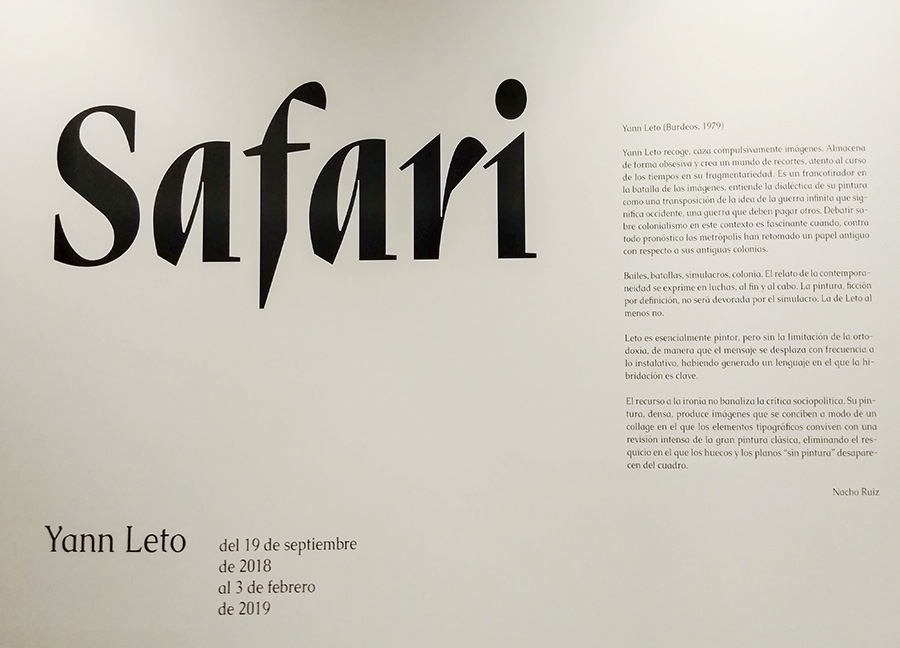 Safari
Yann Leto (Burdeos, 1979)
Yann Leto recoge, caza compulsivamente imágenes. Almacena
de forma obsesiva y crea un mundo de recortes, atento al curso
de los tiempos en su fragmentariedad. Es un francotirador en
la batalla de las imágenes, entiende la dialéctica de su pintura
como una transposición de la idea de la guerra infinita que sig-
nifica occidente, una guerra que deben pagar otros. Debatir so-
bre colonialismo en este contexto es fascinante cuando, contra
todo pronóstico las metrópolis han retomado un papel antiguo
con respecto a sus antiguas colonias.
Bailes, batallas, simulacros, colonia. El relato de la contempora-
neidad se exprime en luchas, al fin y al cabo. La pintura, ficción
por definición, no será devorada por el simulacro. La de Leto al
menos no.
Leto es esencialmente pintor, pero sin la limitación de la orto-
doxia, de manera que el mensaje se desplaza con frecuencia a
lo instalativo, habiendo generado un lenguaje en el que la hi-
bridación es clave.
El recurso a la ironía no banaliza la crítica sociopolítica. Su pin-
tura, densa, produce imágenes que se conciben a modo de un
collage en el que los elementos tipográficos conviven con una
revisión intensa de la gran pintura clásica, eliminando el res-
quicio en el que los huecos y los planos “sin pintura” desapare-
cen del cuadro.
Nacho Ruiz
Yann Leto
del 19 de septiembre
de 2018
al 3 de febrero
de 2019